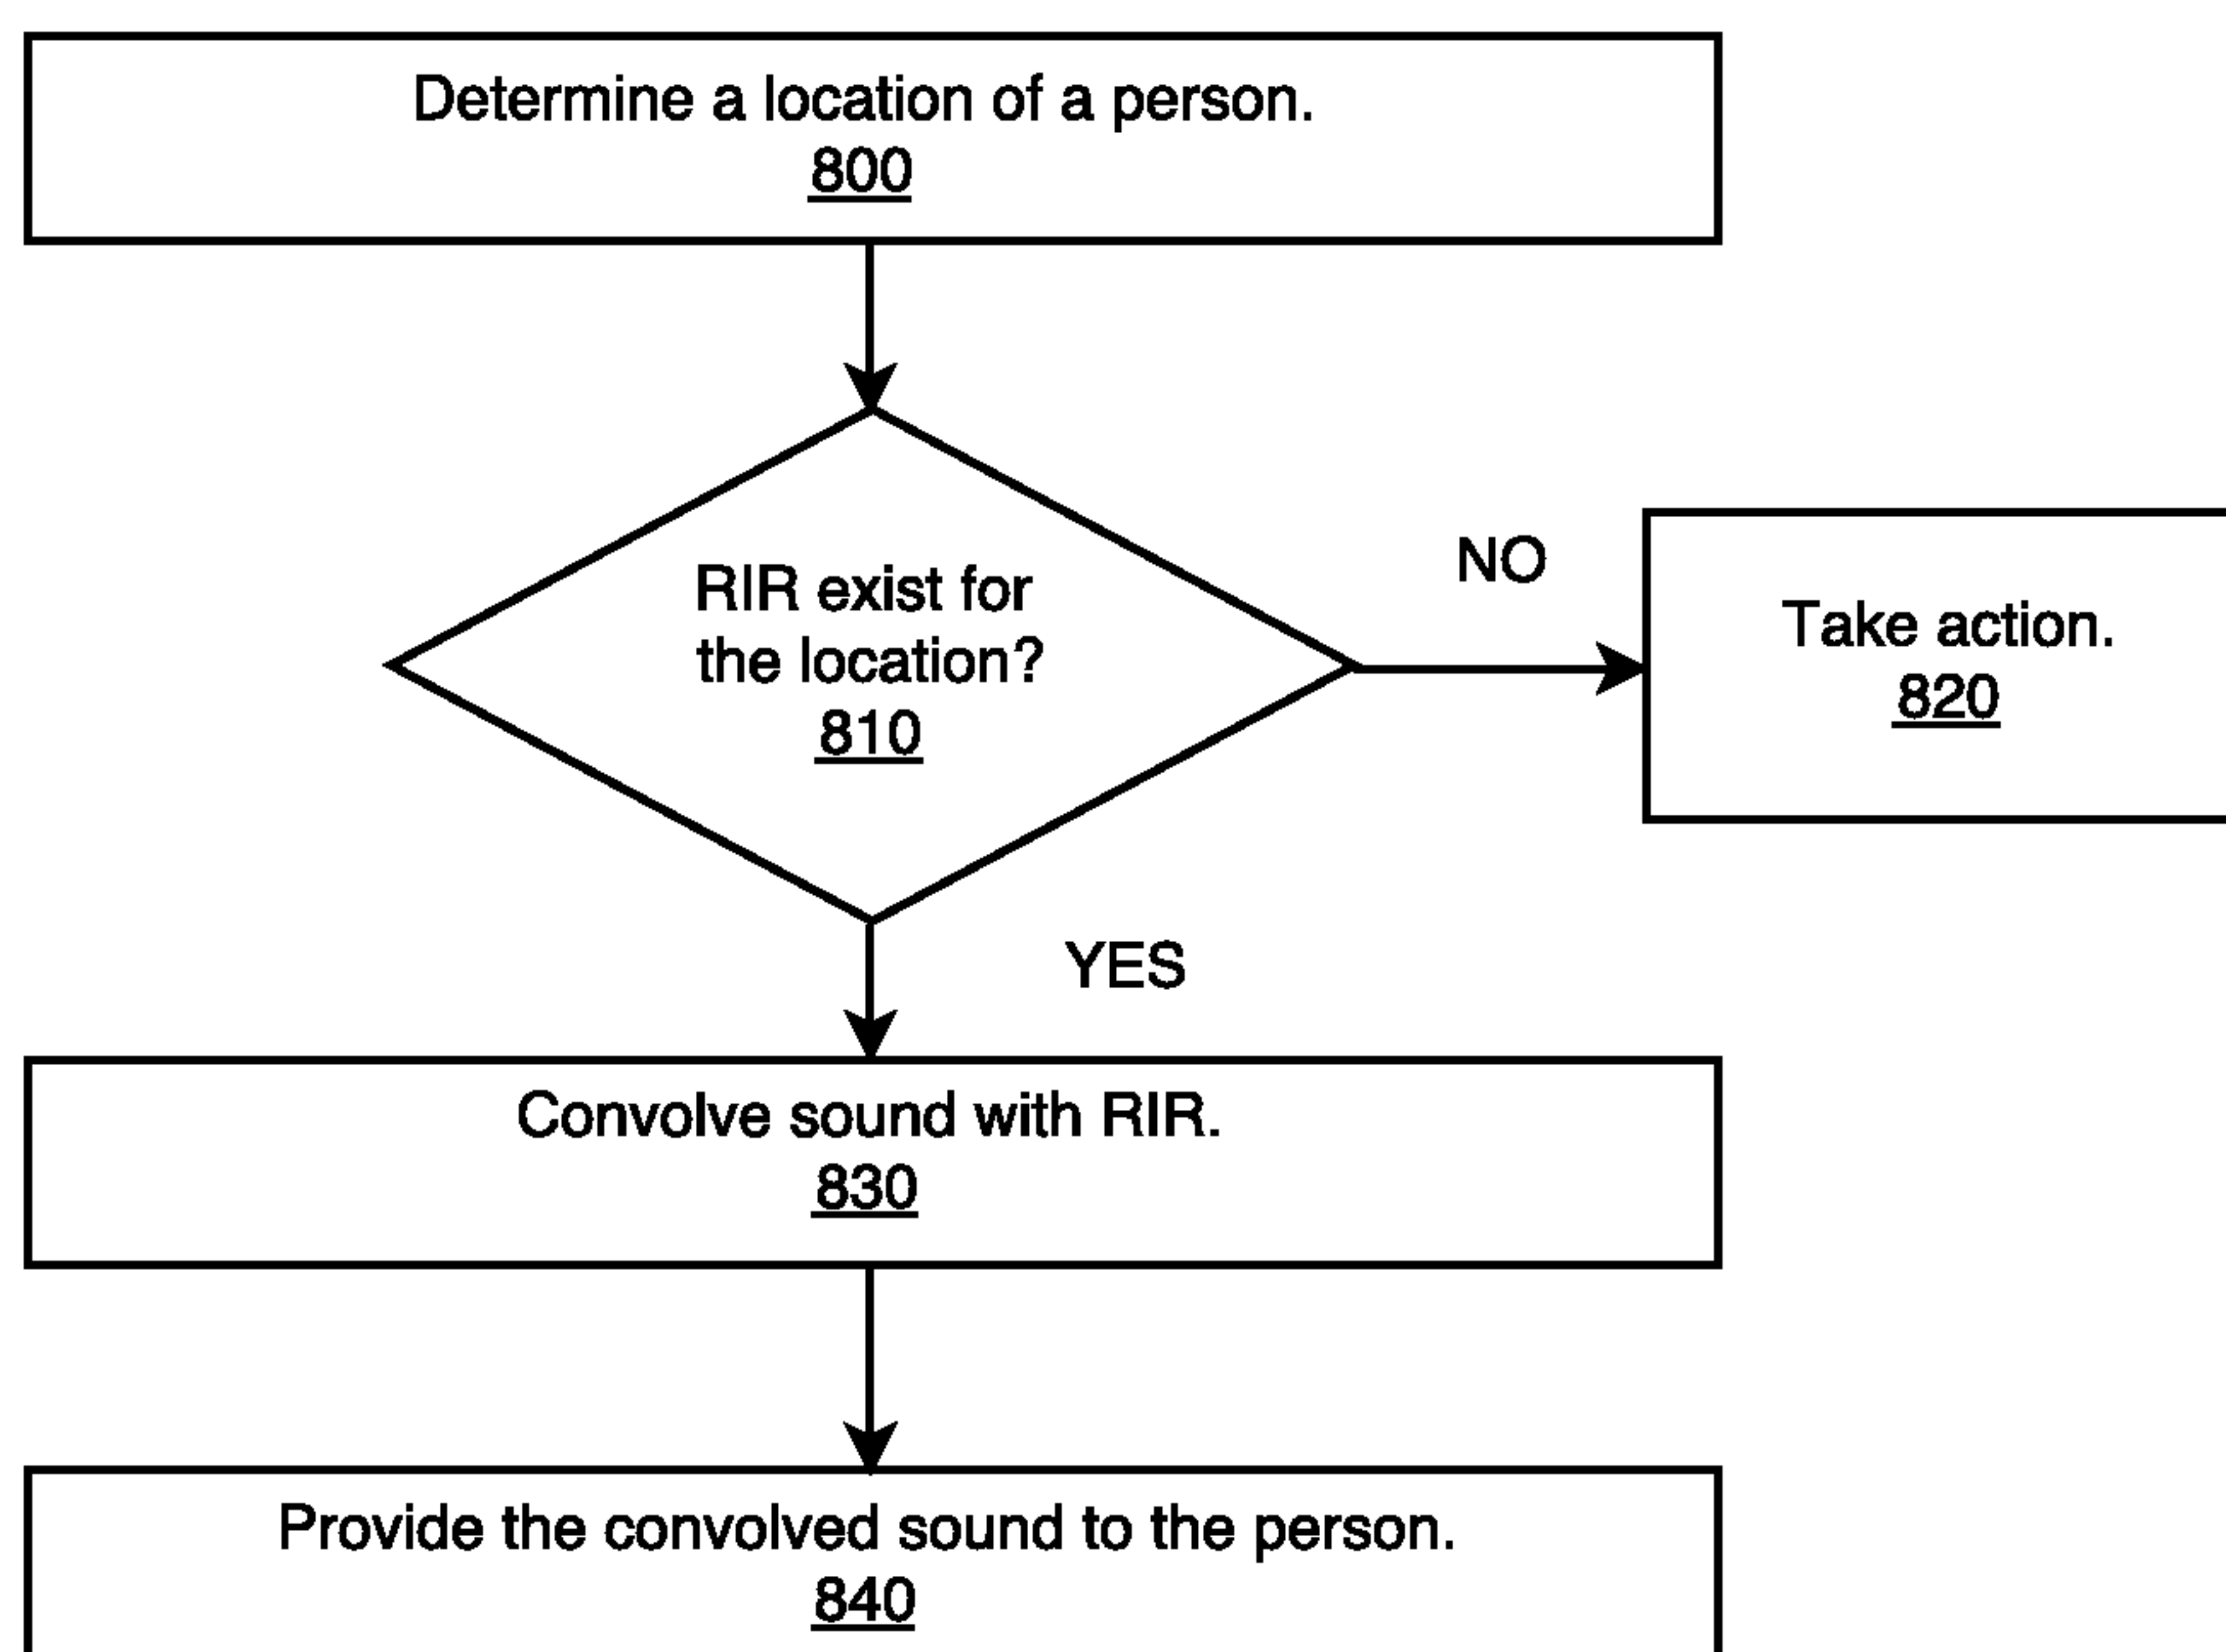 Determine a location of a person.
800
RIR exist for
the location?
810
NO
Take action.
820
YES
Convolve sound with RIR.
830
Provide the convolved sound to the person.
840